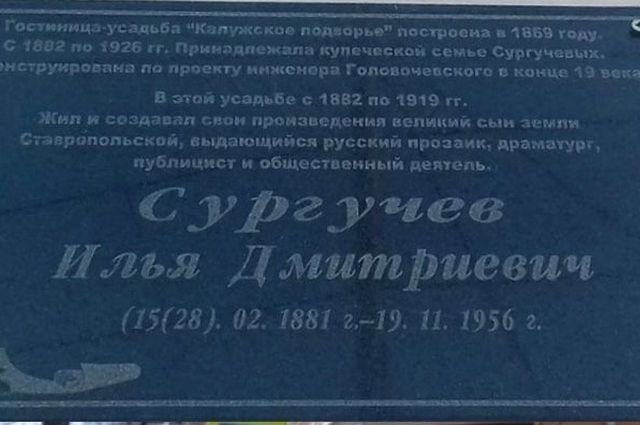 Гостиница-усадьба "Калужское подворье" построена в 1869 году.
С 1882 по 1926 гг. Принадлежала купеческой семье Сургучевых.
онструирована по проекту инженера Головочевского в конце 19 века
В этой усадьбе с 1882 по 1919 гг.
Жил и создавал свои произведения великий сын земли
Ставропольской, выдающийся русский прозаик, драматург,
публицист и общественный деятель.
Сургучев
Илья Дмитриевич
(15(28). 02. 1881 г.–19. 11. 1956 г.